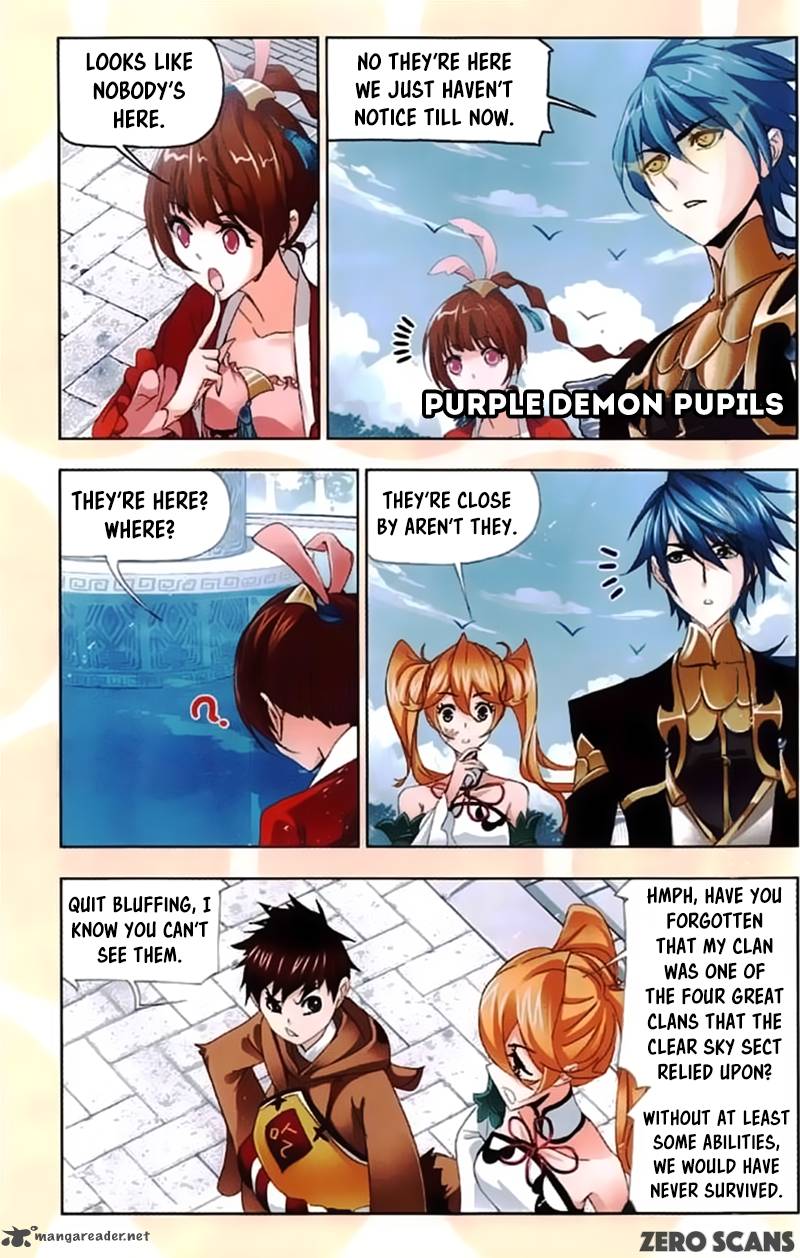 LOOKS LIKE
NOBODY'S
HERE.
NO THEY'RE HERE
WE JUST HAVEN'T
NOTICE TILL NOW.
PURPLE DEMON PUPILS
THEY'RE HERE?
WHERE?
?
THEY'RE CLOSE
BY AREN'T THEY.
QUIT BLUFFING, I
KNOW YOU CAN'T
SEE THEM.
HMPH, HAVE YOU
FORGOTTEN
THAT MY CLAN
WAS ONE OF
THE FOUR GREAT
CLANS THAT THE
CLEAR SKY SECT
RELIED UPON?
WITHOUT AT LEAST
SOME ABILITIES,
WE WOULD HAVE
NEVER SURVIVED.
mangareader.net
ZERO SCANS